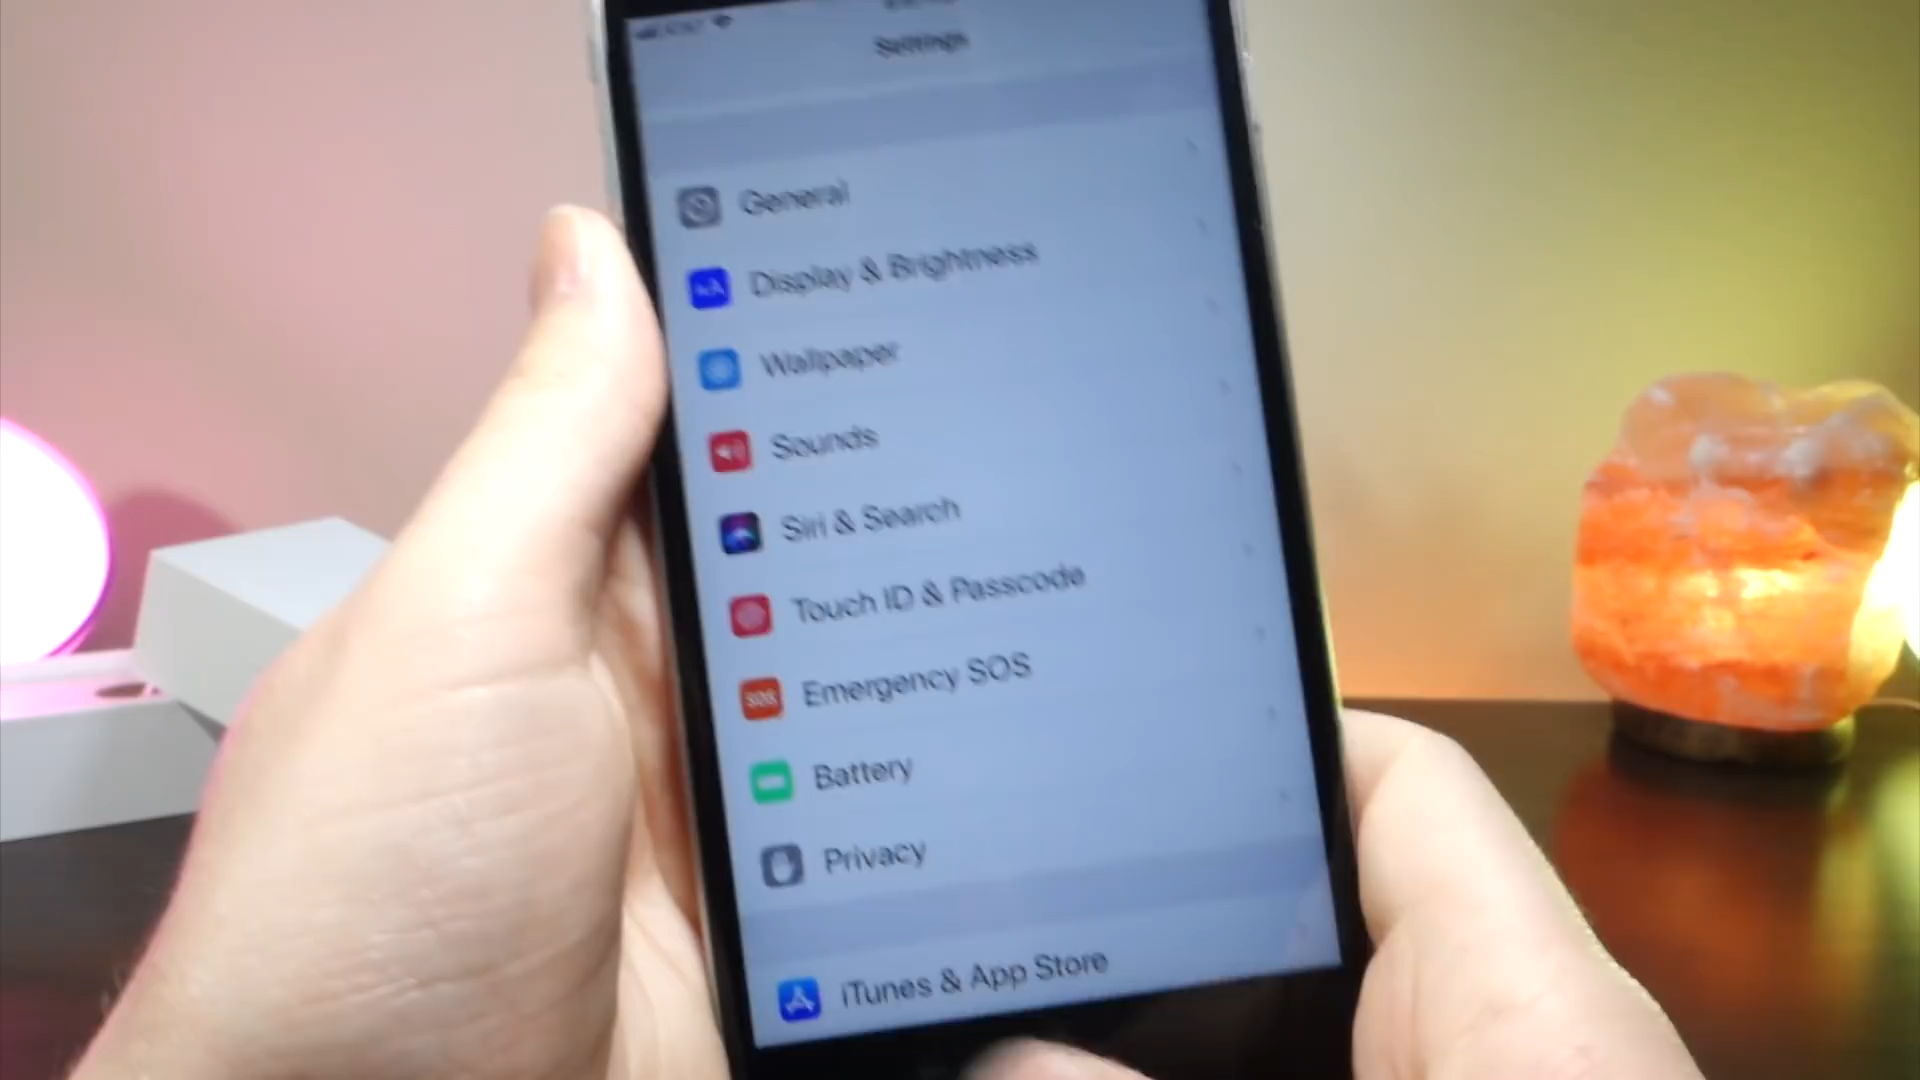 Settings
General
AA
Display & Brightness
Wallpaper
Sounds
Siri & Search
Touch ID & Passcode
SOS
Emergency SOS
Battery
Privacy
iTunes & App Store